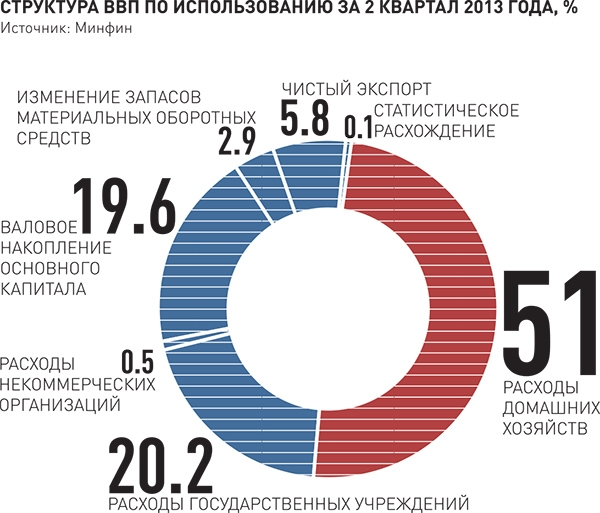 СТРУКТУРА ВВП ПО ИСПОЛЬЗОВАНИЮ ЗА 2 КВАРТАЛ 2013 ГОДА, %
Источник: Минфин
ЧИСТЫЙ ЭКСПОРТ
5.8
СТАТИСТИЧЕСКОЕ
РАСХОЖДЕНИЕ
0.1
ИЗМЕНЕНИЕ ЗАПАСОВ
МАТЕРИАЛЬНЫХ ОБОРОТНЫХ
СРЕДСТВ
2.9
19.6
ВАЛОВОЕ
НАКОПЛЕНИЕ
ОСНОВНОГО
КАПИТАЛА
51
РАСХОДЫ
ДОМАШНИХ
ХОЗЯЙСТВ
0.5
РАСХОДЫ
НЕКОММЕРЧЕСКИХ
ОРГАНИЗАЦИЙ
20.2
РАСХОДЫ ГОСУДАРСТВЕННЫХ УЧРЕЖДЕНИЙ